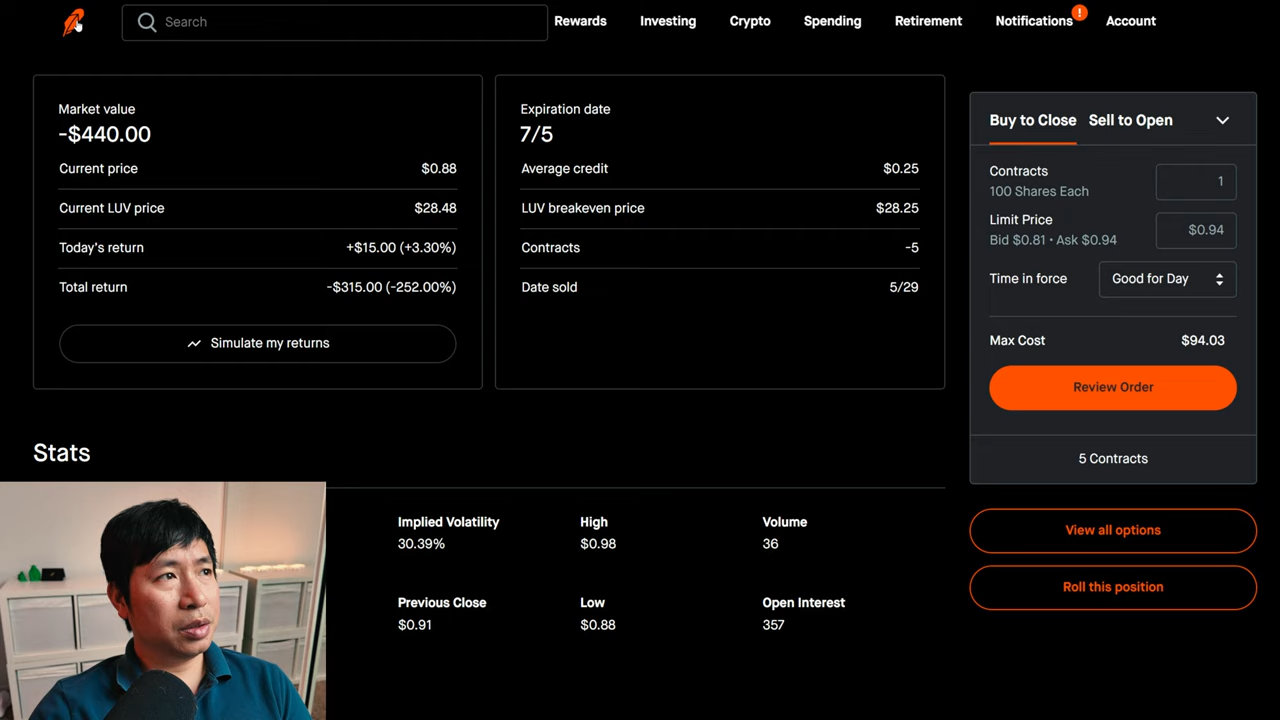 Search
Rewards
Investing
Crypto
Spending
Retirement
Notifications
!
Account
Market value
-$440.00
Current price $0.88
Current LUV price $28.48
Today's return +$15.00 (+3.30%)
Total return -$315.00 (-252.00%)
Simulate my returns
Expiration date
7/5
Average credit $0.25
LUV breakeven price $28.25
Contracts -5
Date sold 5/29
Buy to Close Sell to Open
Contracts
100 Shares Each
1
Limit Price
Bid $0.81 • Ask $0.94
$0.94
Time in force Good for Day
Max Cost $94.03
Review Order
5 Contracts
View all options
Roll this position
Stats
Implied Volatility
30.39%
High
$0.98
Volume
36
Previous Close
$0.91
Low
$0.88
Open Interest
357